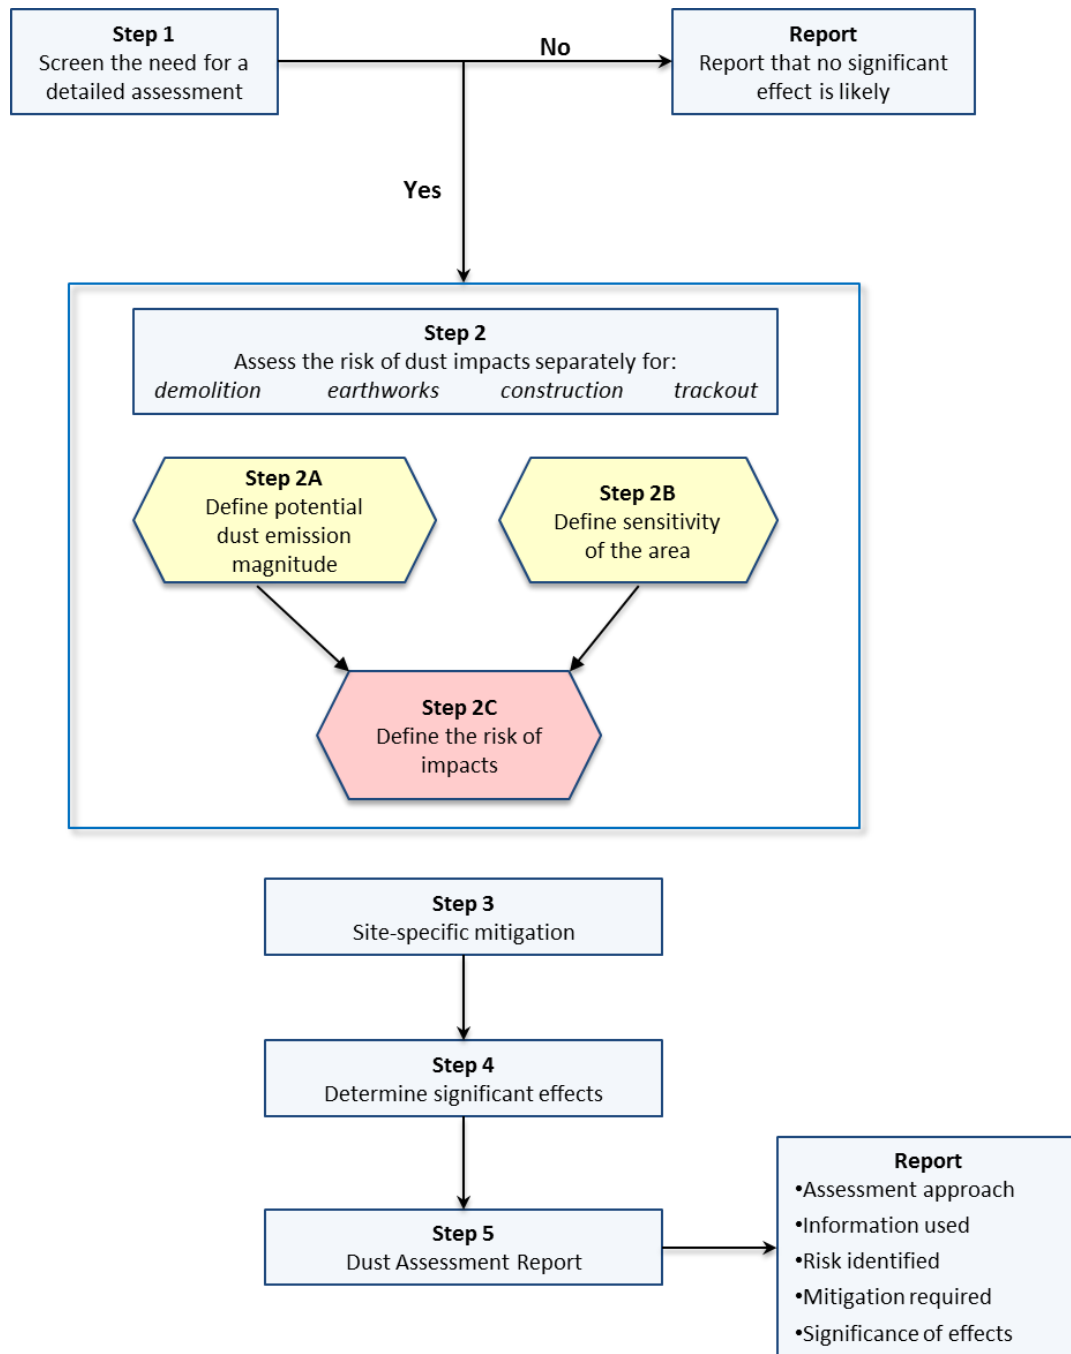 Step 1
Screen the need for a
detailed assessment
No
Report
Report that no significant
effect is likely
Yes
Step 2
Assess the risk of dust impacts separately for:
demolition earthworks construction trackout
Step 2A
Define potential
dust emission
magnitude
Step 2B
Define sensitivity
of the area
Step 2C
Define the risk of
impacts
Step 3
Site-specific mitigation
Step 4
Determine significant effects
Step 5
Dust Assessment Report
Report
•Assessment approach
•Information used
•Risk identified
•Mitigation required
•Significance of effects